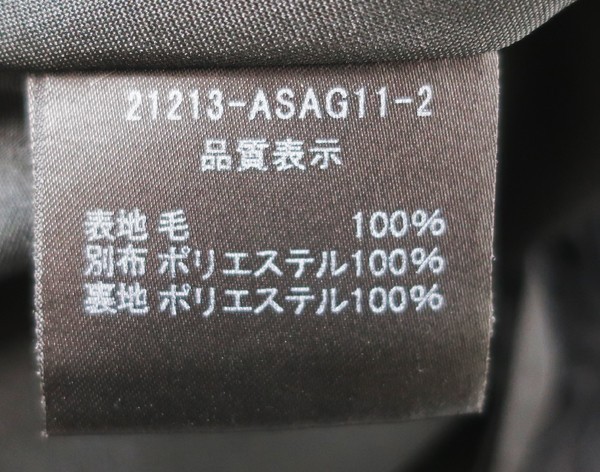 21213-ASAG11-2
品質表示
表地 毛 100%
別布 ポリエステル100%
裏地 ポリエステル100%